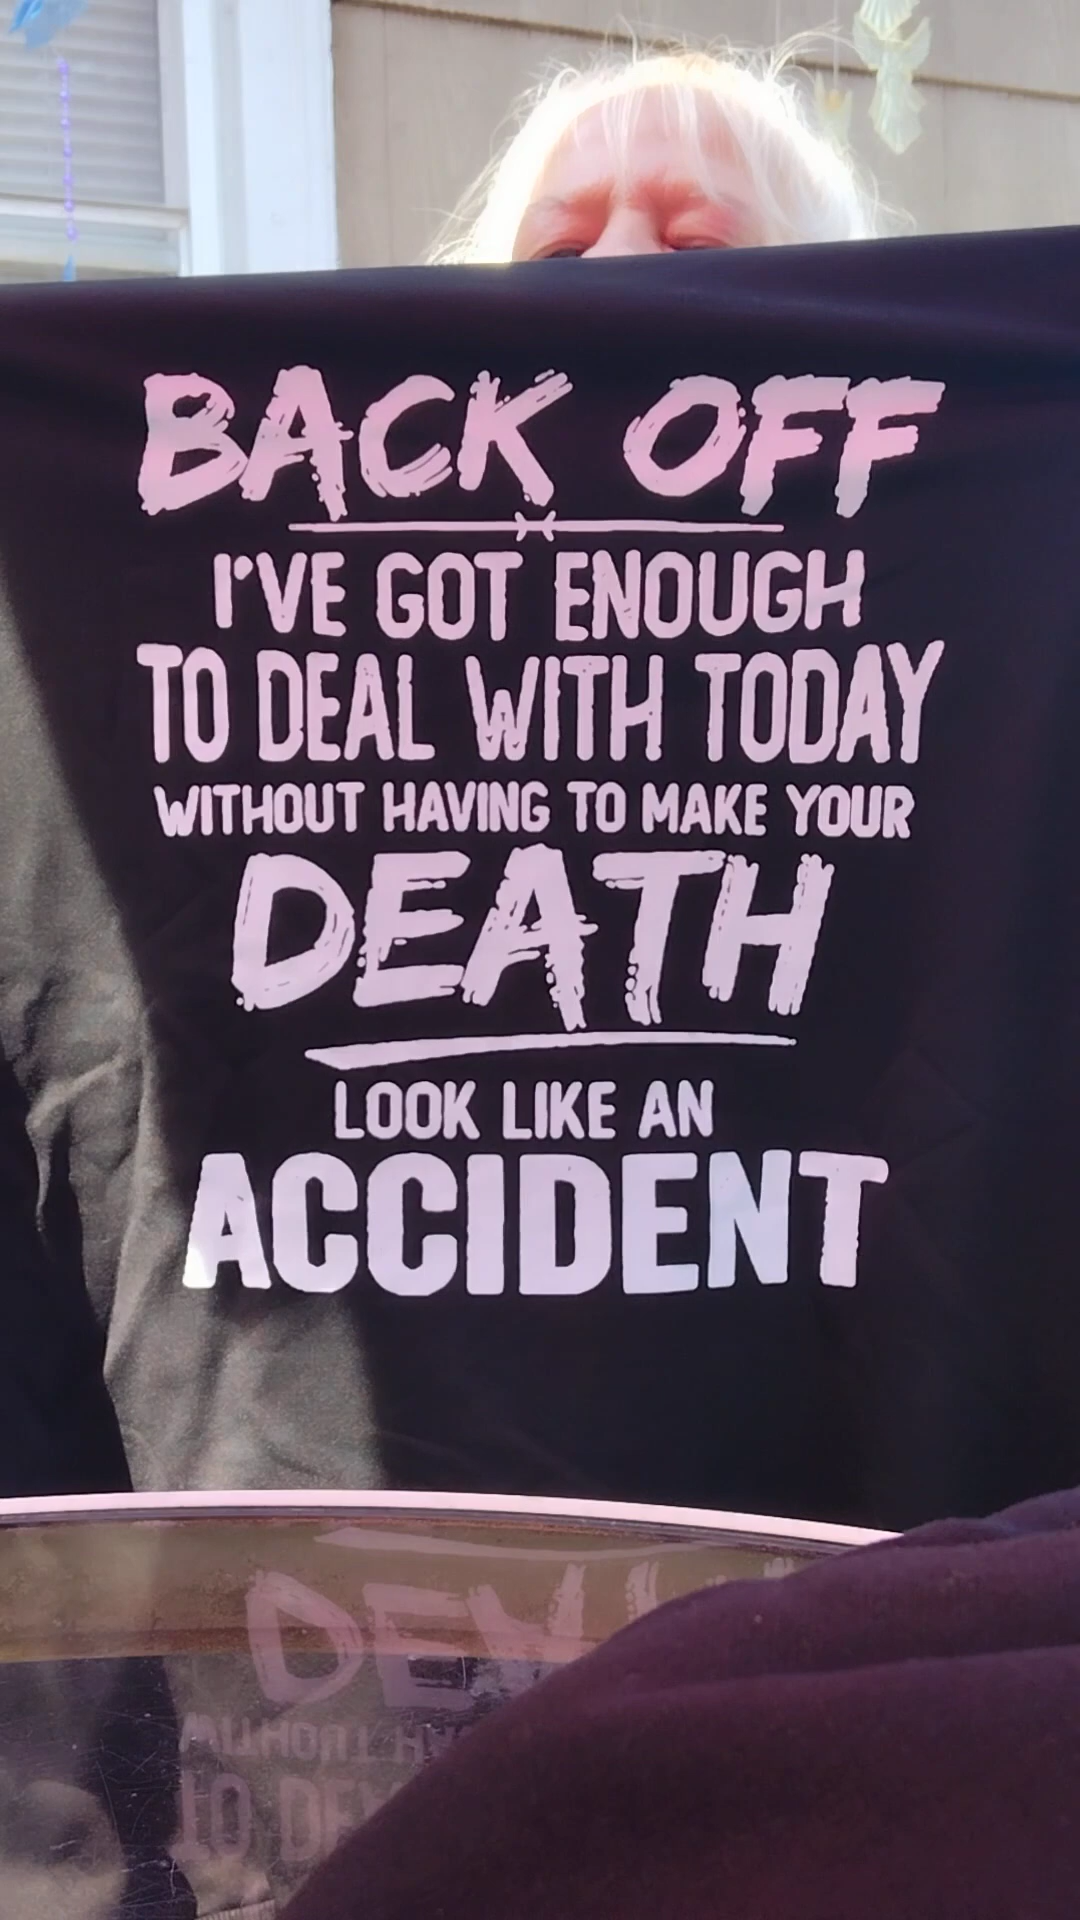 BACK OFF
I'VE GOT ENOUGH
TO DEAL WITH TODAY
WITHOUT HAVING TO MAKE YOUR
DEATH
LOOK LIKE AN
ACCIDENT